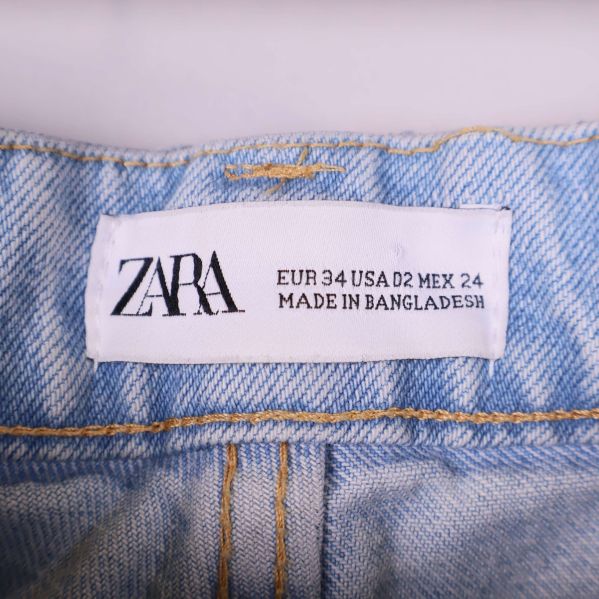 ZARA
EUR 34 USA 02 MEX 24
MADE IN BANGLADESH